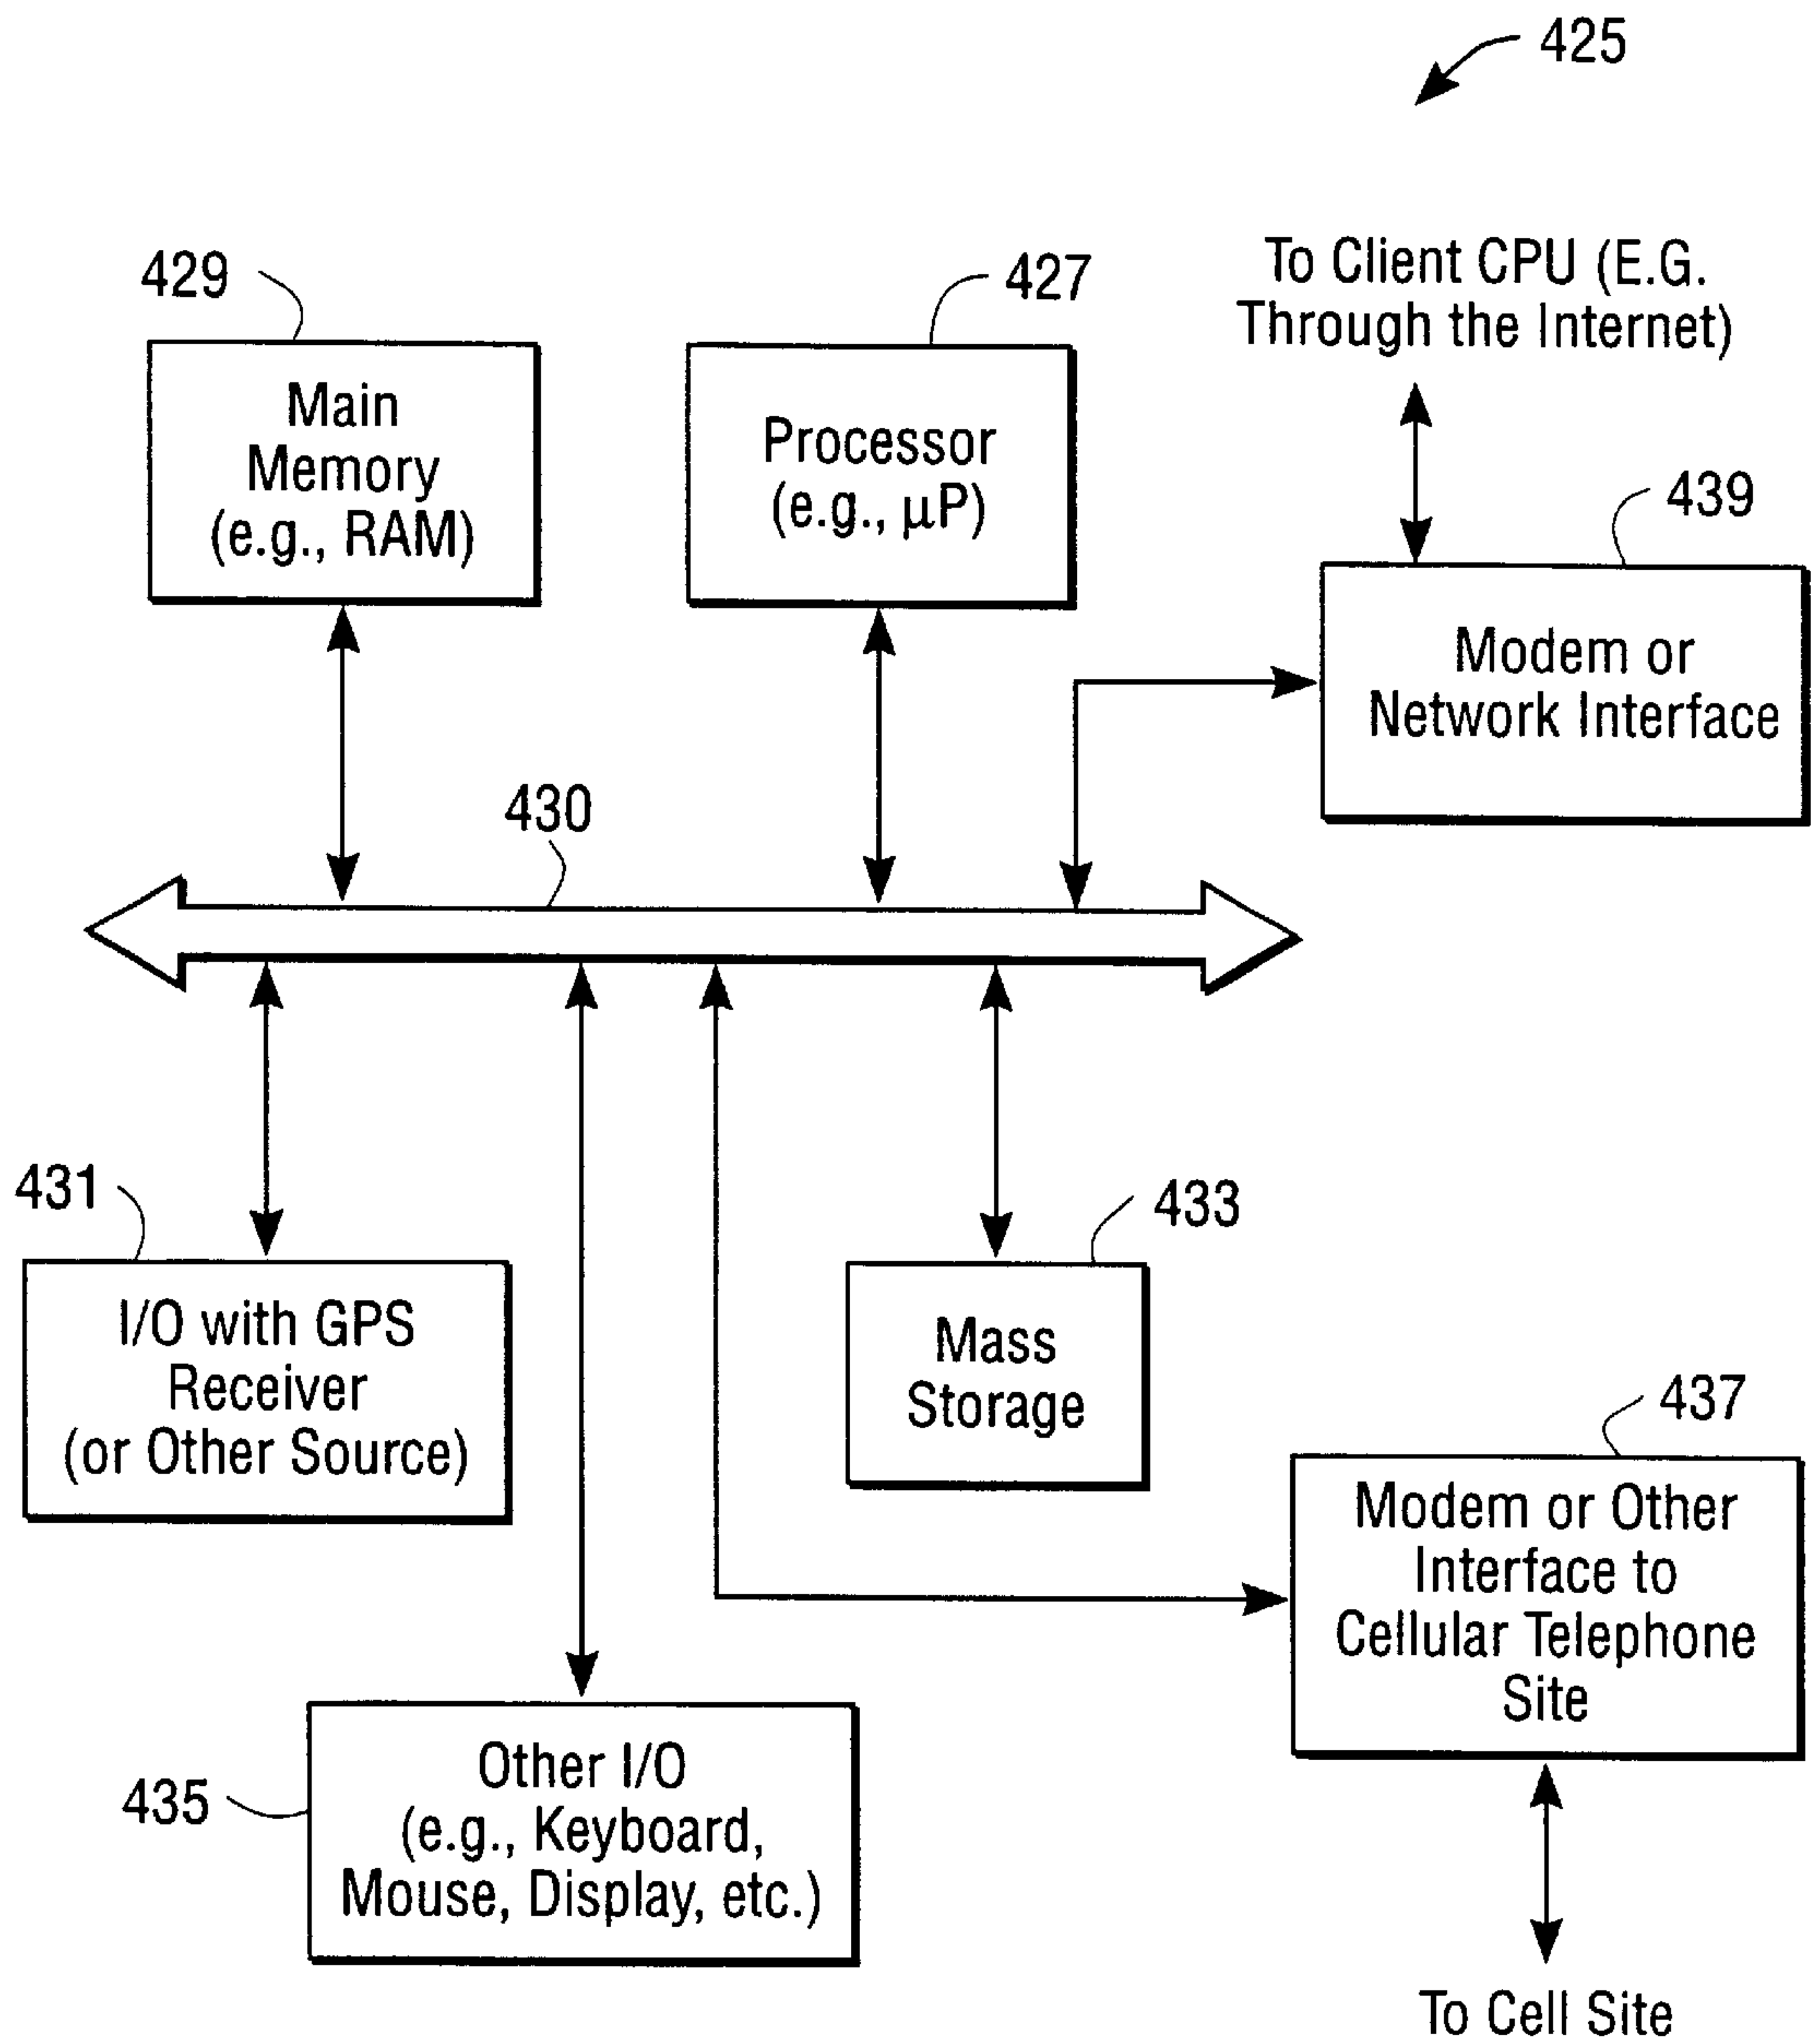 425
429
427
To Client CPU (E.G.
Through the Internet)
Main
Memory
(e.g., RAM)
Processor
(e.g., µP)
439
Modem or
Network Interface
430
431
433
I/O with GPS
Receiver
(or Other Source)
Mass
Storage
437
Modem or Other
Interface to
Cellular Telephone
Site
435
Other I/O
(e.g., Keyboard,
Mouse, Display, etc.)
To Cell Site